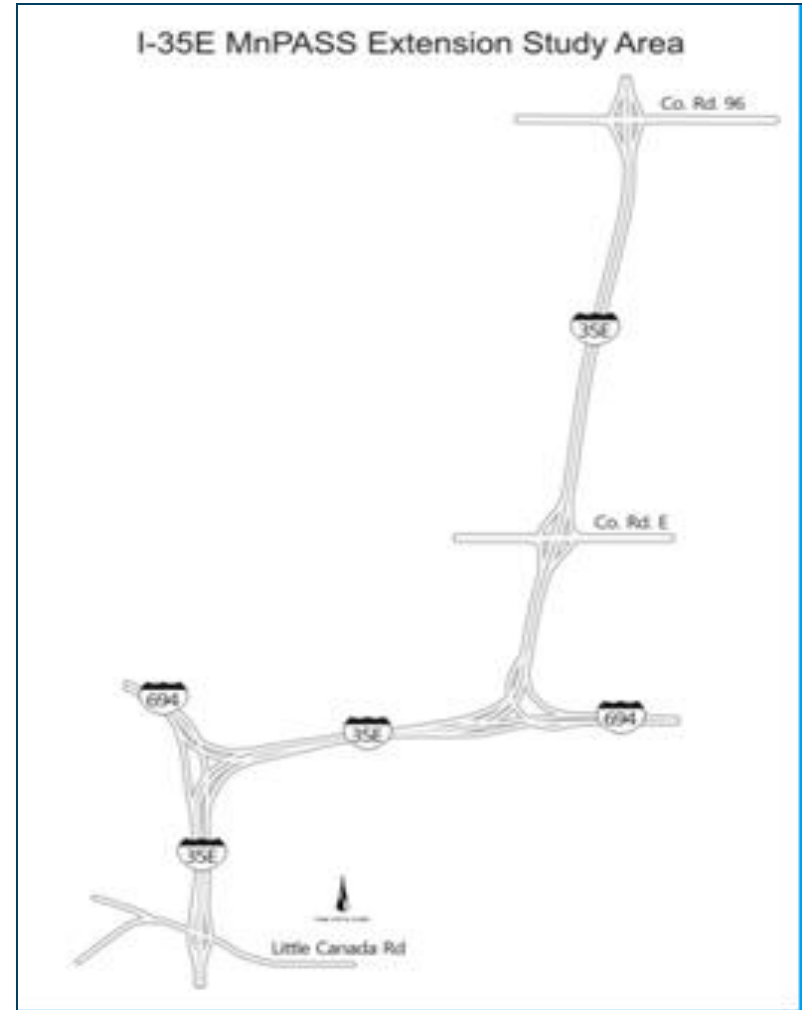 I-35E MnPASS Extension Study Area
Co. Rd. 96
35E
Co. Rd. E
694
35E
694
35E
Little Canada Rd